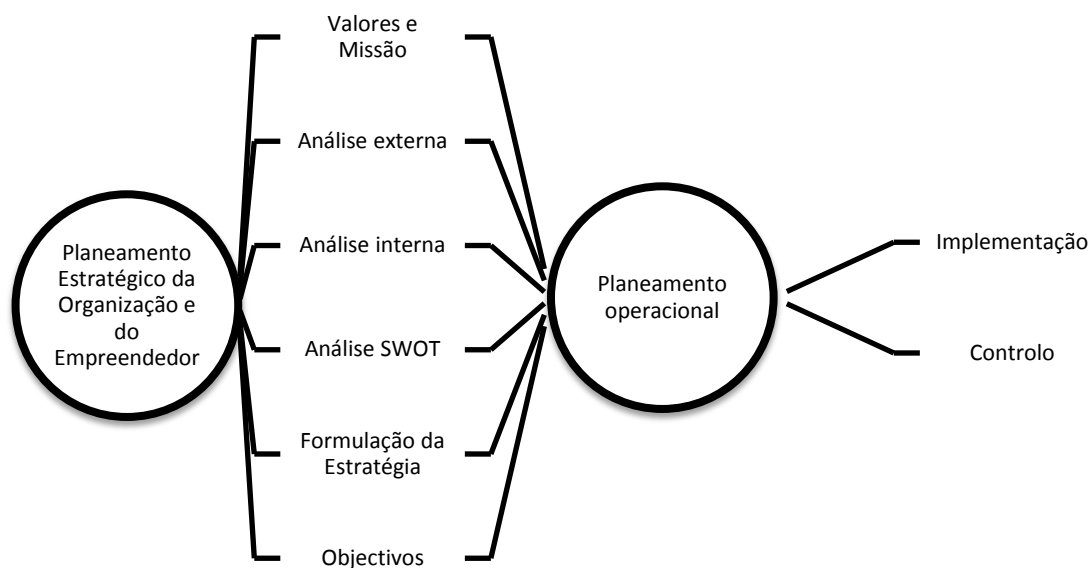 Planeamento
Estratégico da
Organização e
do
Empreendedor
Valores e
Missão
Análise externa
Análise interna
Análise SWOT
Formulação da
Estratégia
Objectivos
Planeamento
operacional
Implementação
Controlo